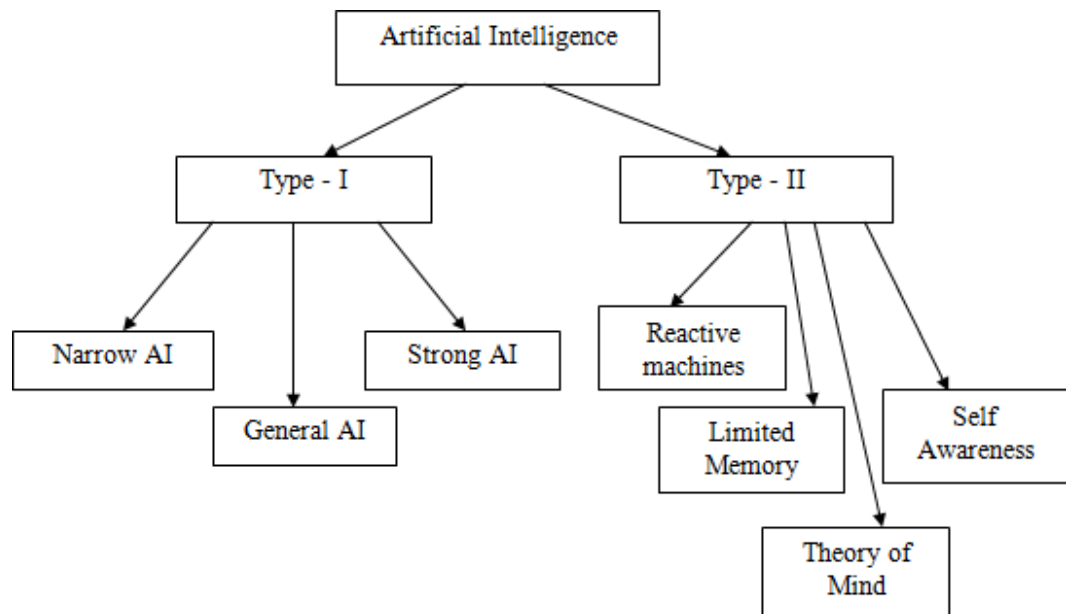 Artificial Intelligence
Type - I
Type - II
Narrow AI
General AI
Strong AI
Reactive
machines
Limited
Memory
Theory of
Mind
Self
Awareness